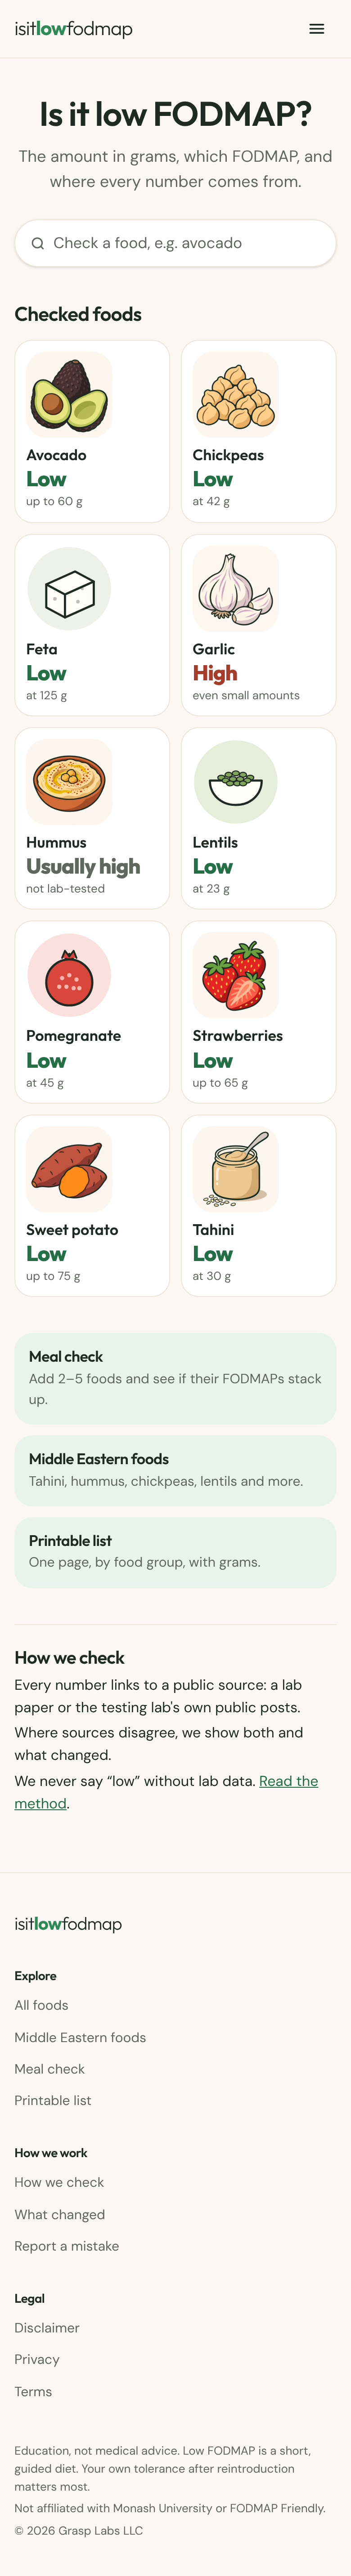 isitlowfodmap
Is it low FODMAP?
The amount in grams, which FODMAP, and
where every number comes from.
Check a food, e.g. avocado
Checked foods
Avocado
Low
up to 60 g
Chickpeas
Low
at 42 g
Feta
Low
at 125 g
Garlic
High
even small amounts
Hummus
Usually high
not lab-tested
Lentils
Low
at 23 g
Pomegranate
Low
at 45 g
Strawberries
Low
up to 65 g
Sweet potato
Low
up to 75 g
Tahini
Low
at 30 g
Meal check
Add 2–5 foods and see if their FODMAPs stack
up.
Middle Eastern foods
Tahini, hummus, chickpeas, lentils and more.
Printable list
One page, by food group, with grams.
How we check
Every number links to a public source: a lab
paper or the testing lab's own public posts.
Where sources disagree, we show both and
what changed.
We never say “low” without lab data. Read the
method.
isitlowfodmap
Explore
All foods
Middle Eastern foods
Meal check
Printable list
How we work
How we check
What changed
Report a mistake
Legal
Disclaimer
Privacy
Terms
Education, not medical advice. Low FODMAP is a short,
guided diet. Your own tolerance after reintroduction
matters most.
Not affiliated with Monash University or FODMAP Friendly.
© 2026 Grasp Labs LLC